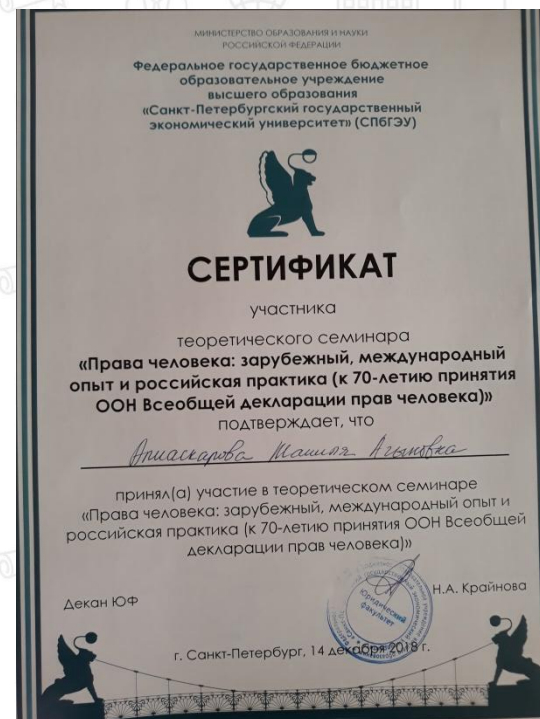 МИНИСТЕРСТВО ОБРАЗОВАНИЯ И НАУКИ
РОССИЙСКОЙ ФЕДЕРАЦИИ
Федеральное государственное бюджетное
образовательное учреждение
высшего образования
«Санкт-Петербургский государственный
экономический университет» (СПбГЭУ)
СЕРТИФИКАТ
участника
теоретического семинара
«Права человека: зарубежный, международный
опыт и российская практика (к 70-летию принятия
ООН Всеобщей декларации прав человека)»
подтверждает, что
принял(а) участие в теоретическом семинаре
«Права человека: зарубежный, международный опыт и
российская практика (к 70-летию принятия ООН Всеобщей
декларации прав человека)»
Декан ЮФ
Н.А. Крайнова
Юридический
факультет
г. Санкт-Петербург, 14 декабря 2018 г.